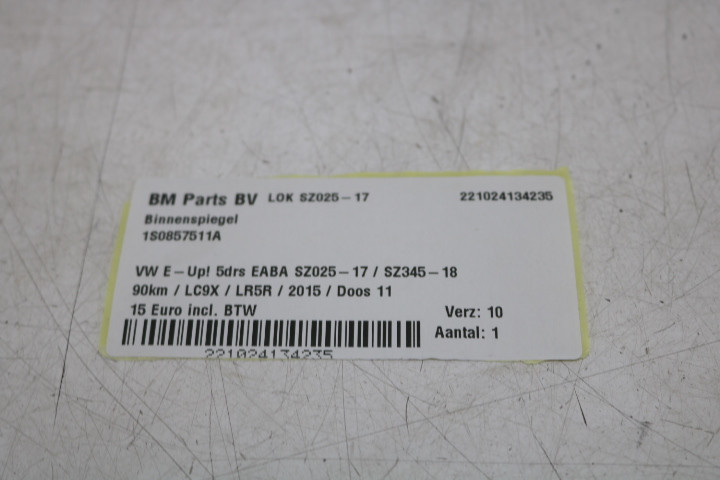 BM Parts BV LOK SZ025-17 221024134235
Binnenspiegel
1S0857511A
VW E-Up! 5drs EABA SZ025-17 / SZ345-18
90km / LC9X / LR5R / 2015 / Doos 11
15 Euro incl. BTW Verz: 10
Aantal: 1
221024134235